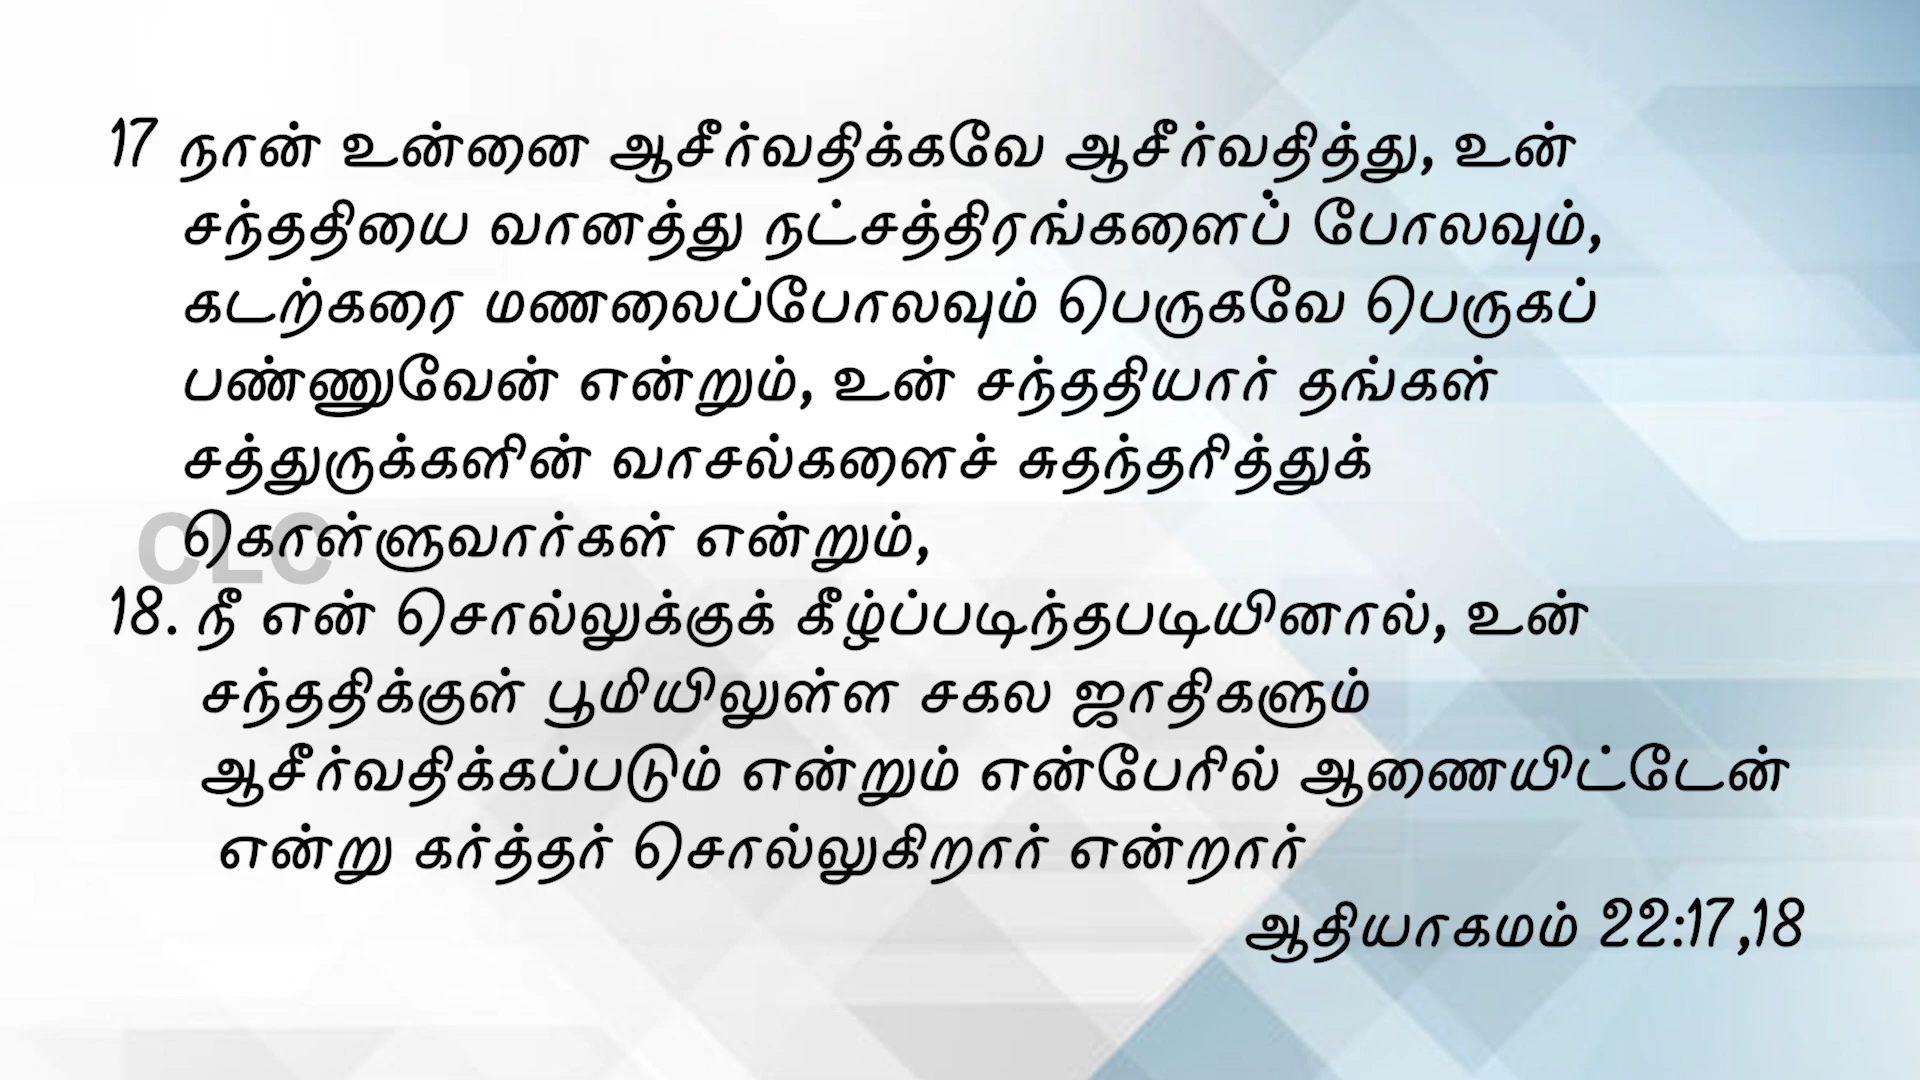 17 நான் உன்னை ஆசீர்வதிக்கவே ஆசீர்வதித்து, உன்
சந்ததியை வானத்து நட்சத்திரங்களைப் போலவும்,
கடற்கரை மணலைப்போலவும் பெருகவே பெருகப்
பண்ணுவேன் என்றும், உன் சந்ததியார் தங்கள்
சத்துருக்களின் வாசல்களைச் சுதந்தரித்துக்
கொள்ளுவார்கள் என்றும்,
CLC
18. நீ என் சொல்லுக்குக் கீழ்ப்படிந்தபடியினால், உன்
சந்ததிக்குள் பூமியிலுள்ள சகல ஜாதிகளும்
ஆசீர்வதிக்கப்படும் என்றும் என்பேரில் ஆணையிட்டேன்
என்று கர்த்தர் சொல்லுகிறார் என்றார்
ஆதியாகமம் 22:17,18